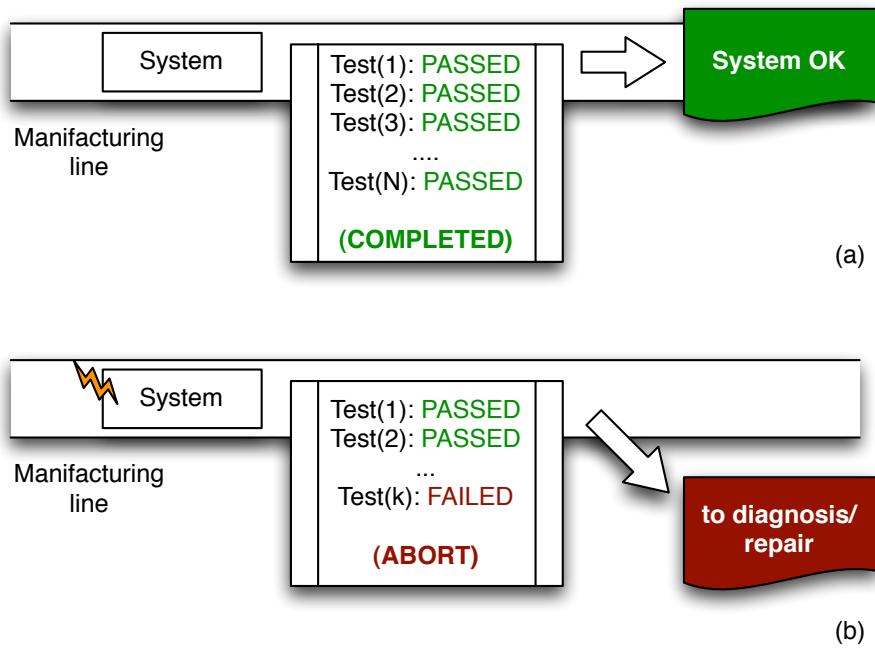 System
Test(1): PASSED
Test(2): PASSED
Test(3): PASSED
....
Test(N): PASSED
(COMPLETED)
System OK
Manifacturing
line
(a)
System
Test(1): PASSED
Test(2): PASSED
...
Test(k): FAILED
(ABORT)
Manifacturing
line
to diagnosis/
repair
(b)